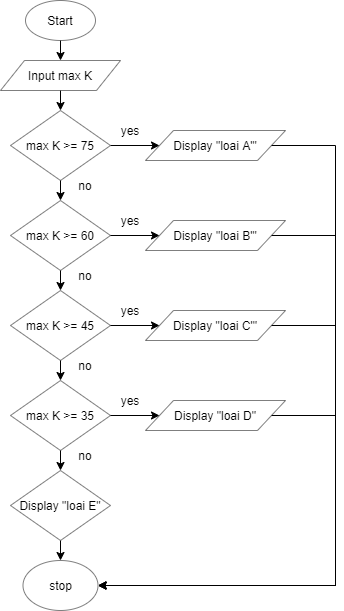 Start
Input max K
max K >= 75
yes
Display "loai A'"
no
max K >= 60
yes
Display "loai B'"
no
max K >= 45
yes
Display "loai C'"
no
max K >= 35
yes
Display "loai D"
no
Display "loai E"
stop